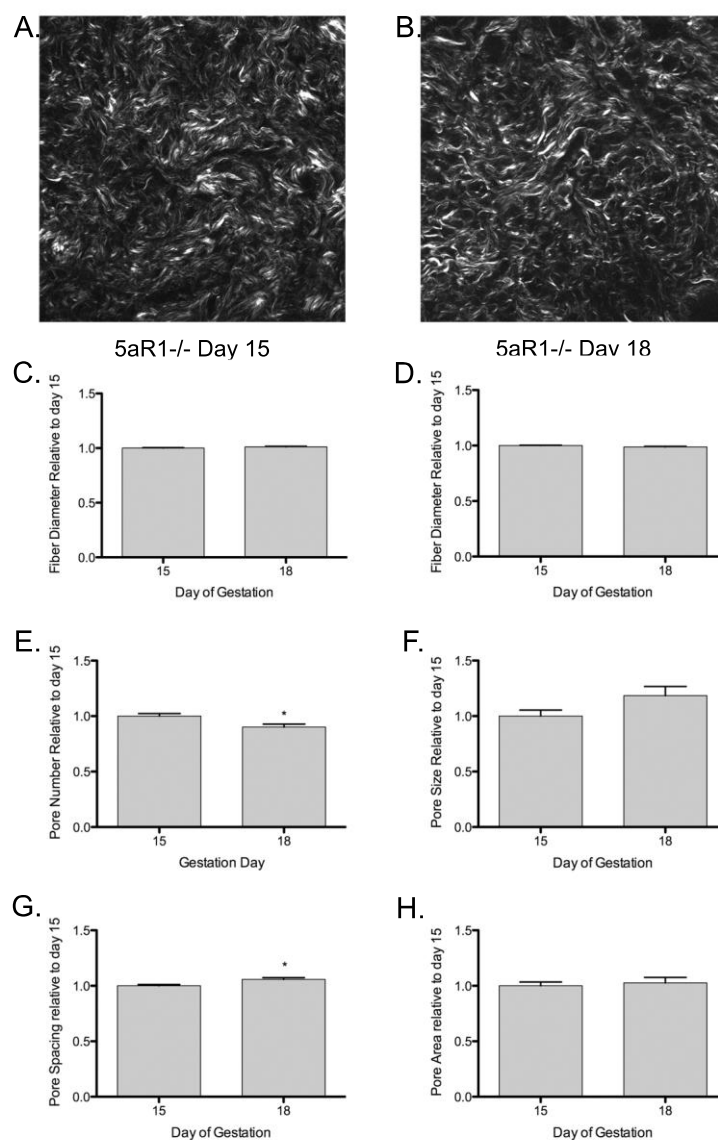 A.
B.
5aR1-/- Day 15
5aR1-/- Day 18
C.
Fiber Diameter Relative to day 15
1.5
1.0
0.5
0.0
15
18
Day of Gestation
D.
Fiber Diameter Relative to day 15
1.5
1.0
0.5
0.0
15
18
Day of Gestation
E.
Pore Number Relative to day 15
1.5
1.0
0.5
0.0
*
15
18
Gestation Day
F.
Pore Size Relative to day 15
1.5
1.0
0.5
0.0
15
18
Day of Gestation
G.
Pore Spacing relative to day 15
1.5
1.0
0.5
0.0
*
15
18
Day of Gestation
H.
Pore Area relative to day 15
1.5
1.0
0.5
0.0
15
18
Day of Gestation